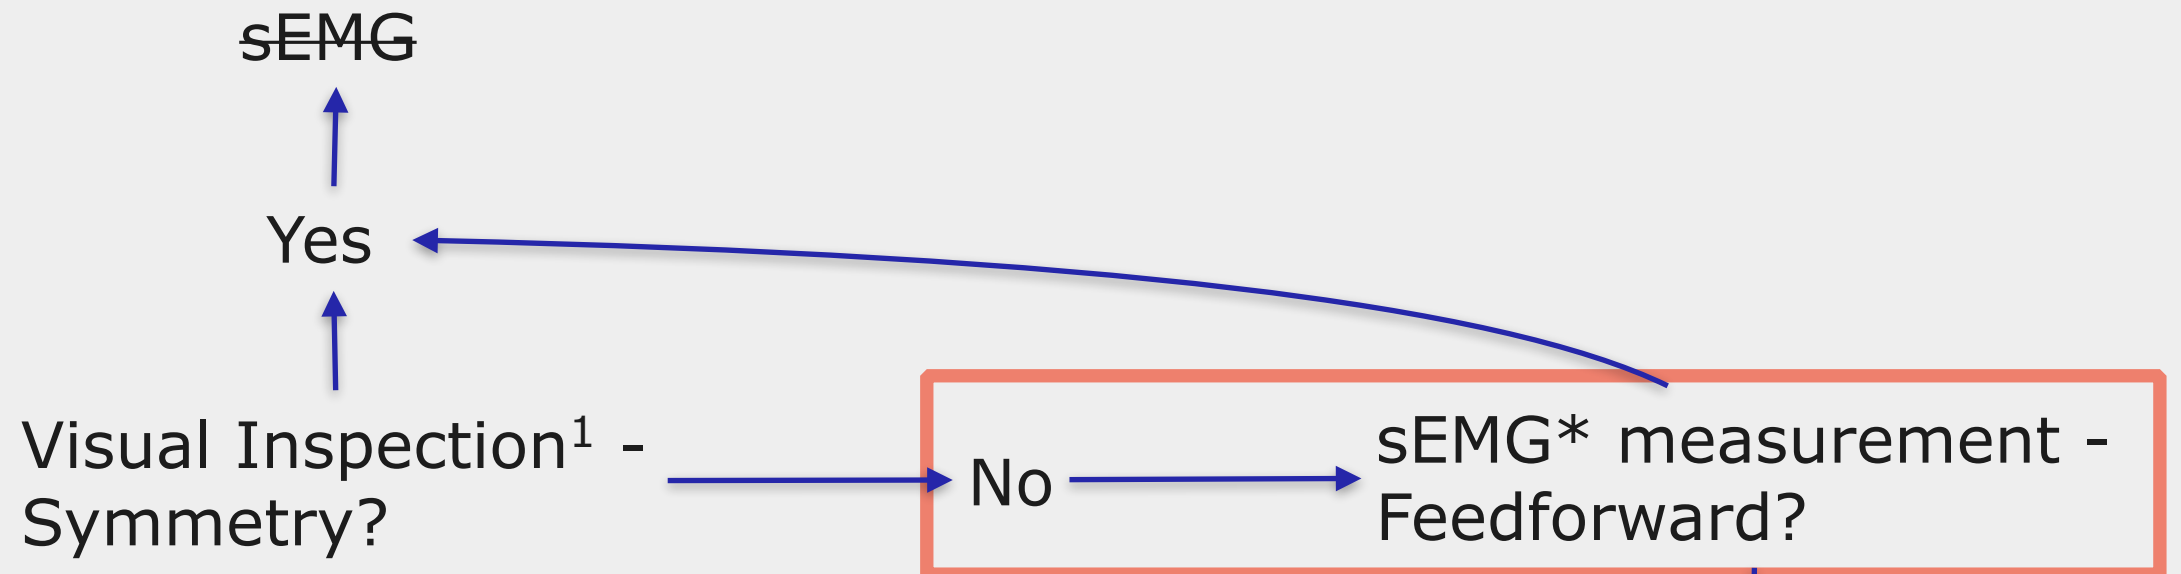 sEMG
Yes
Visual Inspection¹ -
Symmetry?
No
sEMG* measurement -
Feedforward?